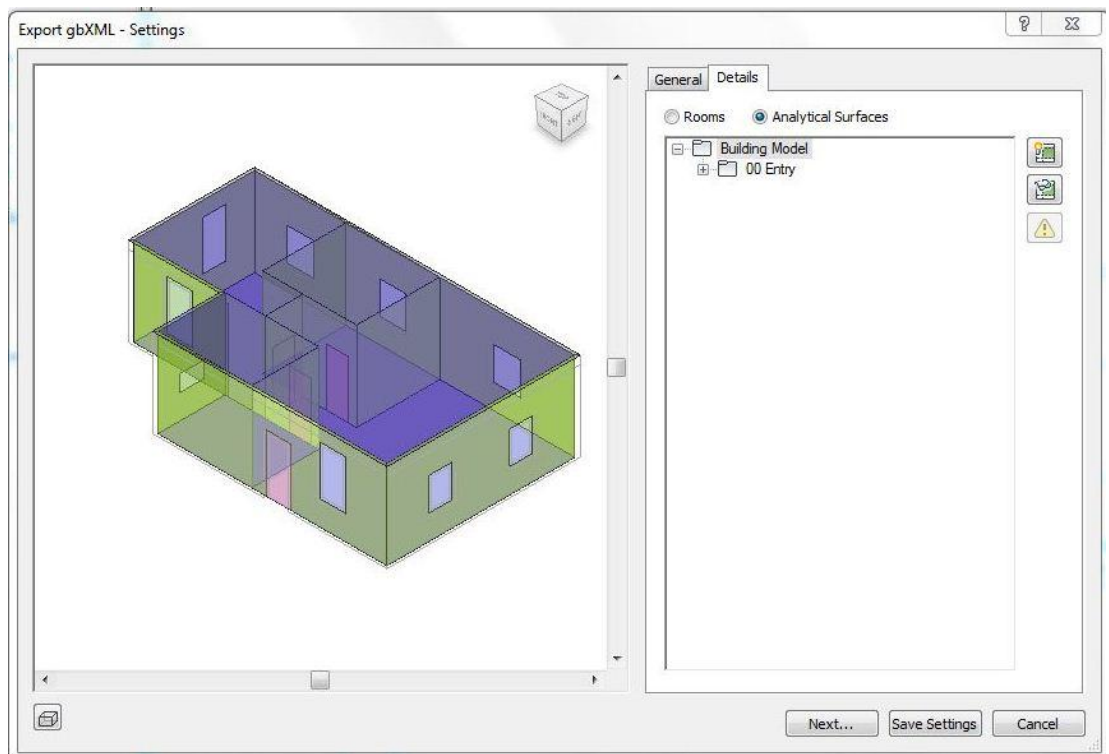 Export gbXML - Settings
General
Details
Rooms
Analytical Surfaces
Building Model
00 Entry
Next...
Save Settings
Cancel